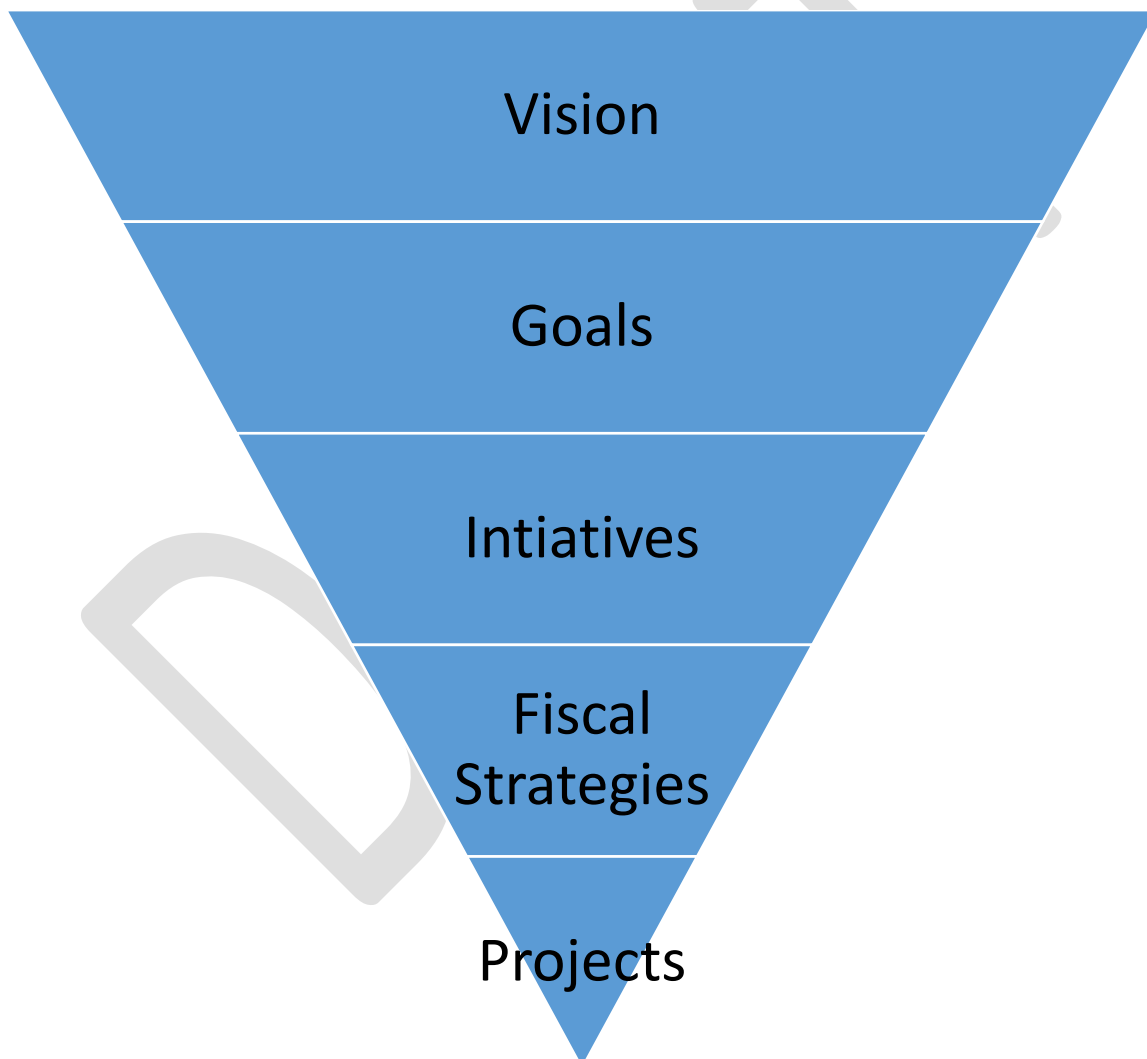 Vision
Goals
Intiatives
Fiscal
Strategies
Projects